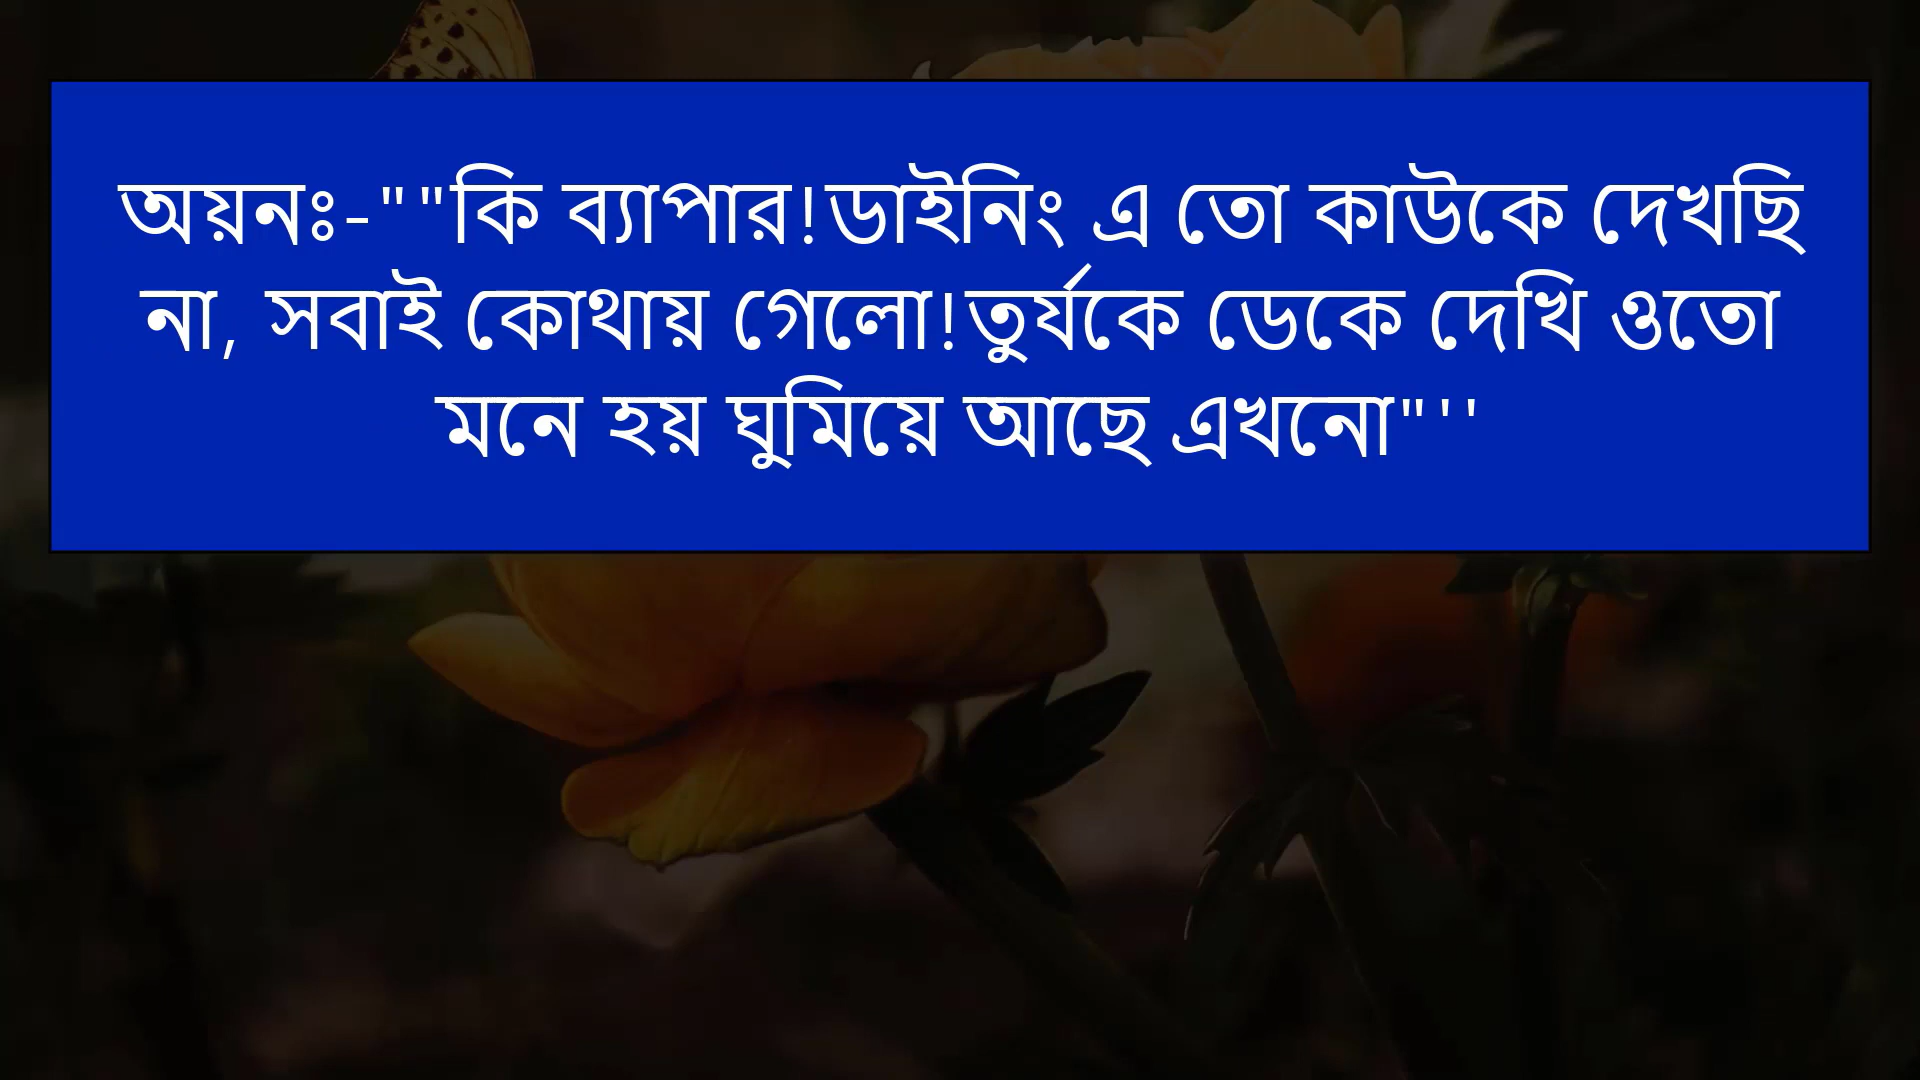 অয়নঃ-""কি ব্যাপার!ডাইনিং এ তো কাউকে দেখছি
না, সবাই কোথায় গেলো!তুর্যকে ডেকে দেখি ওতো
মনে হয় ঘুমিয়ে আছে এখনো"''